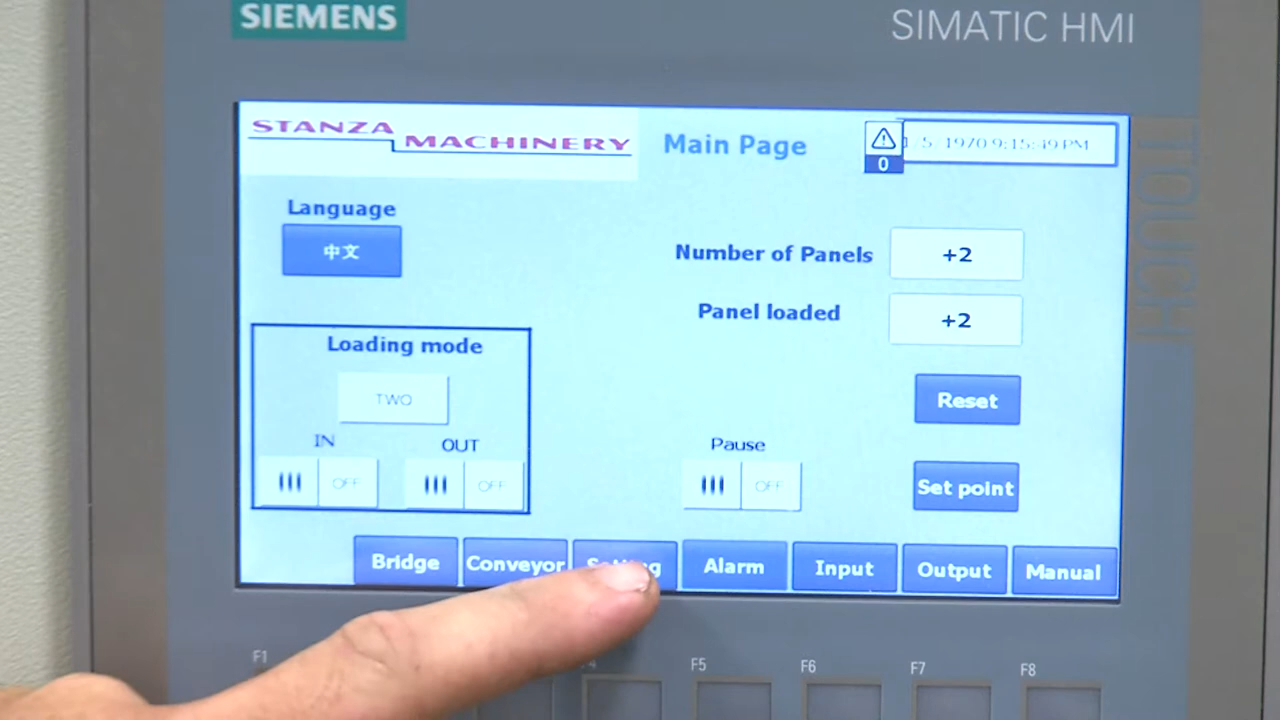 SIEMENS
SIMATIC HMI
TOUCH
STANZA MACHINERY
Main Page
0
5 1970 9:15:49 PM
Language
中文
Number of Panels
+2
Panel loaded
+2
Loading mode
TWO
IN
OUT
OFF
OFF
Pause
OFF
Reset
Set point
Bridge
Conveyor
Setting
Alarm
Input
Output
Manual
F1
F5
F6
F7
F8